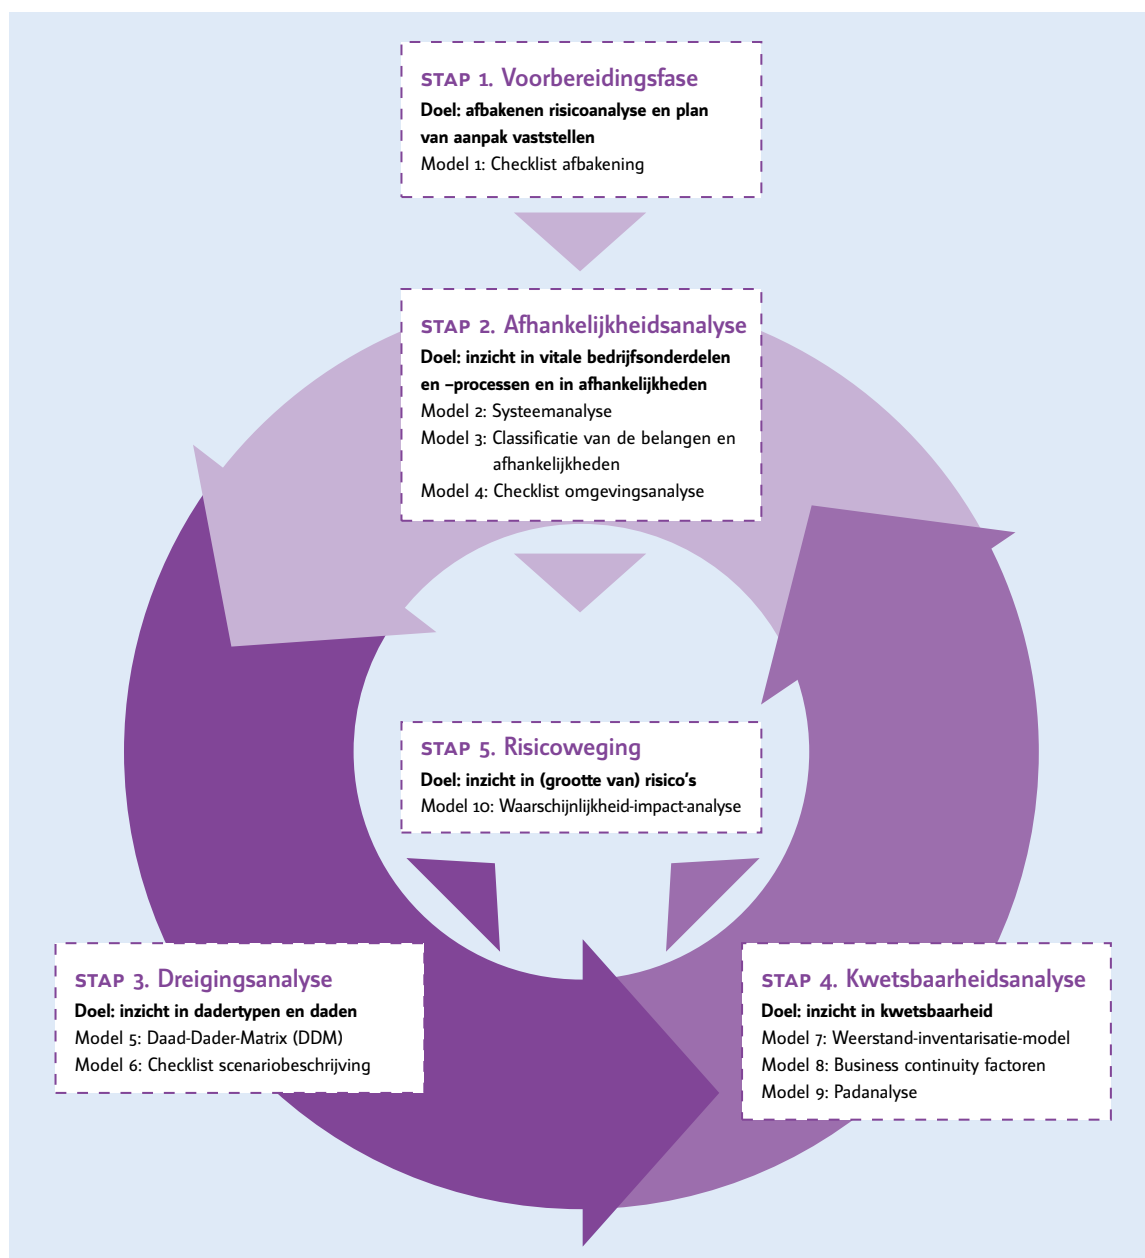 STAP 1. Voorbereidingsfase
Doel: afbakenen risicoanalyse en plan
van aanpak vaststellen
Model 1: Checklist afbakening
STAP 2. Afhankelijkheidsanalyse
Doel: inzicht in vitale bedrijfsonderdelen
en –processen en in afhankelijkheden
Model 2: Systeemanalyse
Model 3: Classificatie van de belangen en
afhankelijkheden
Model 4: Checklist omgevingsanalyse
STAP 5. Risicoweging
Doel: inzicht in (grootte van) risico's
Model 10: Waarschijnlijkheid-impact-analyse
STAP 3. Dreigingsanalyse
Doel: inzicht in dadertypen en daden
Model 5: Daad-Dader-Matrix (DDM)
Model 6: Checklist scenariobeschrijving
STAP 4. Kwetsbaarheidsanalyse
Doel: inzicht in kwetsbaarheid
Model 7: Weerstand-inventarisatie-model
Model 8: Business continuity factoren
Model 9: Padanalyse